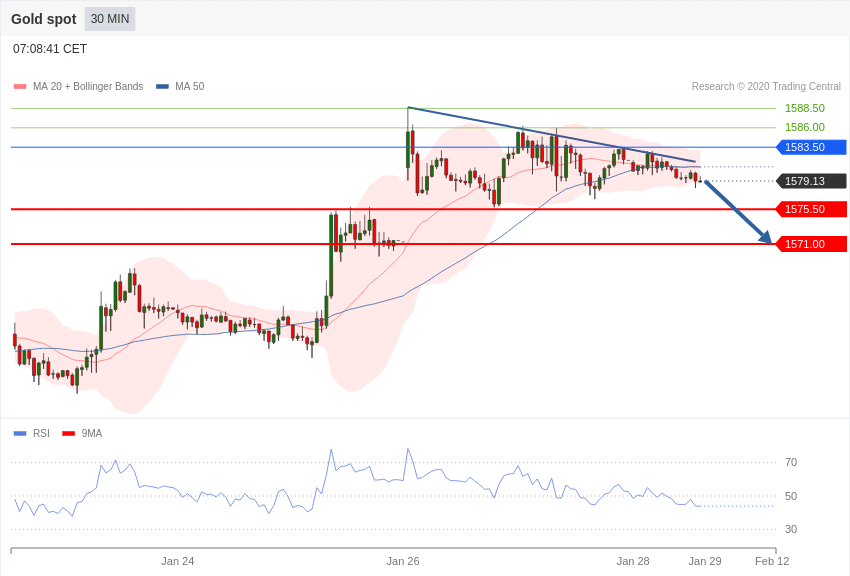 Gold spot 30 MIN
07:08:41 CET
MA 20 + Bollinger Bands MA 50 Research © 2020 Trading Central
1588.50
1586.00
1583.50
1579.13
1575.50
1571.00
RSI 9MA
70
50
30
Jan 24 Jan 26 Jan 28 Jan 29 Feb 12